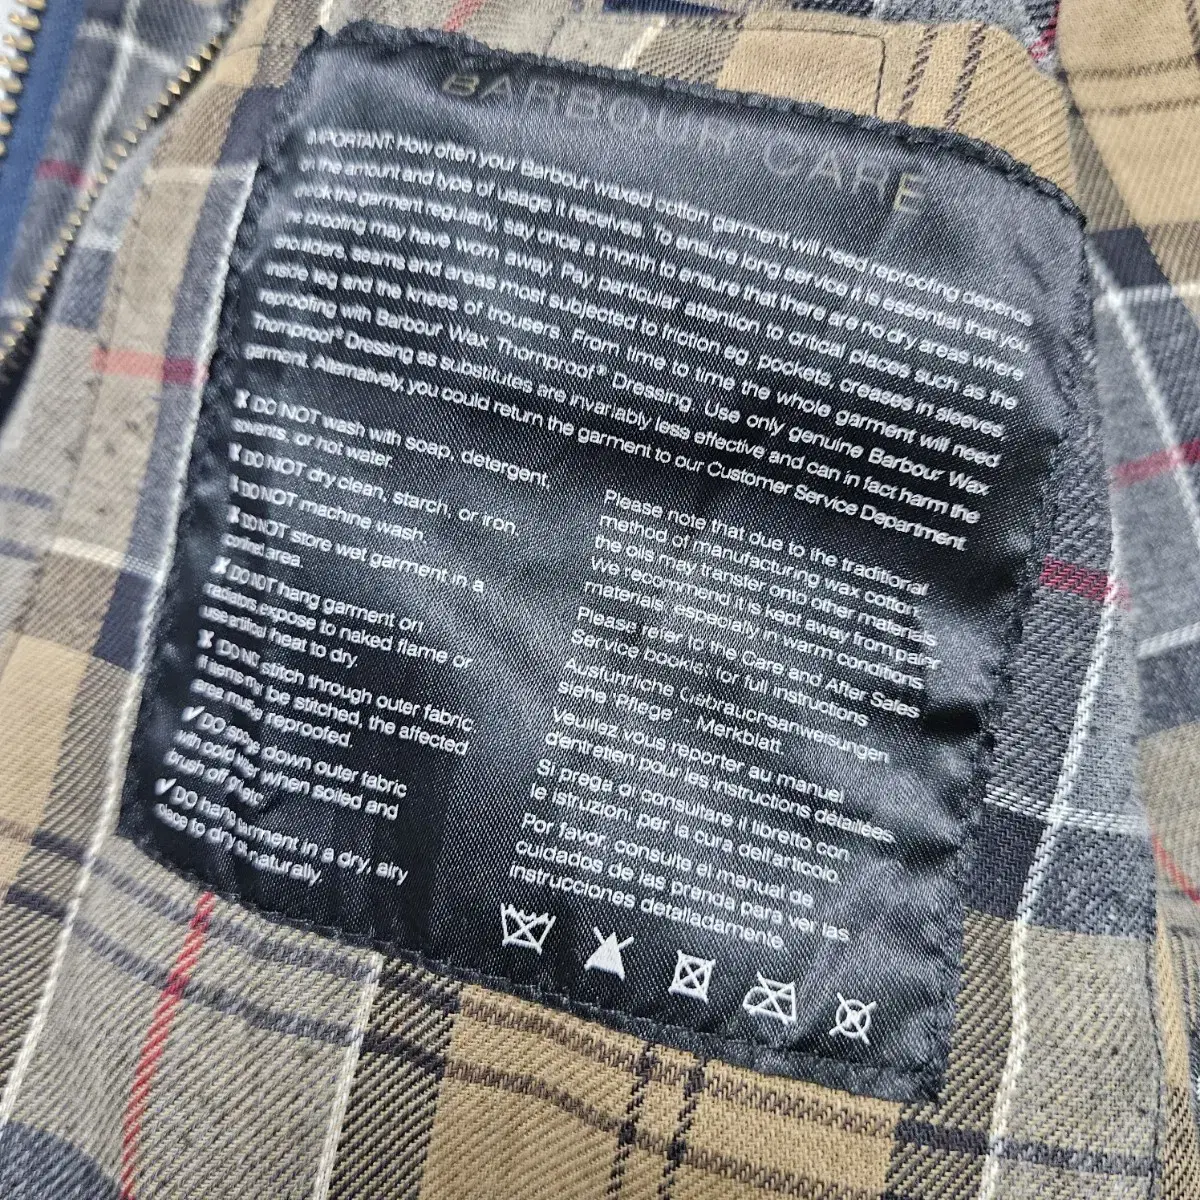 BARBOUR CARE
IMPORTANT: How often your Barbour waxed cotton garment will need reproofing depends
on the amount and type of usage it receives. To ensure long service it is essential that you
check the garment regularly, say once a month to ensure that there are no dry areas where
the proofing may have worn away. Pay particular attention to critical places such as the
shoulders, seams and areas most subjected to friction eg. pockets, creases in sleeves,
inside leg and the knees of trousers. From time to time the whole garment will need
reproofing with Barbour Wax Thornproof® Dressing. Use only genuine Barbour Wax
Thornproof® Dressing as substitutes are invariably less effective and can in fact harm the
garment. Alternatively, you could return the garment to our Customer Service Department.
✗ DO NOT wash with soap, detergent,
solvents, or hot water.
✗ DO NOT dry clean, starch, or iron.
✗ DO NOT machine wash.
✗ DO NOT store wet garment in a
confined area.
✗ DO NOT hang garment on
radiators, expose to naked flame or
use artificial heat to dry.
✗ DO NOT stitch through outer fabric
if items be stitched, the affected
area must reproofed.
✓ DO sponge down outer fabric
with cold water when soiled and
brush off
✓ DO hang garment in a dry, airy
place to dry naturally.
Please note that due to the traditional
method of manufacturing wax cotton,
the oils may transfer onto other materials.
We recommend it is kept away from paler
materials, especially in warm conditions.
Please refer to the Care and After Sales
Service booklet for full instructions
Ausführliche Gebrauchsanweisungen
siehe 'Pflege' - Merkblatt.
Veuillez vous reporter au manuel
d'entretien pour les instructions détaillées
Si prega di consultare il libretto con
le istruzioni per la cura dell'articolo
Por favor, consulte el manual de
cuidados de las prenda para ver las
instrucciones detalladamente